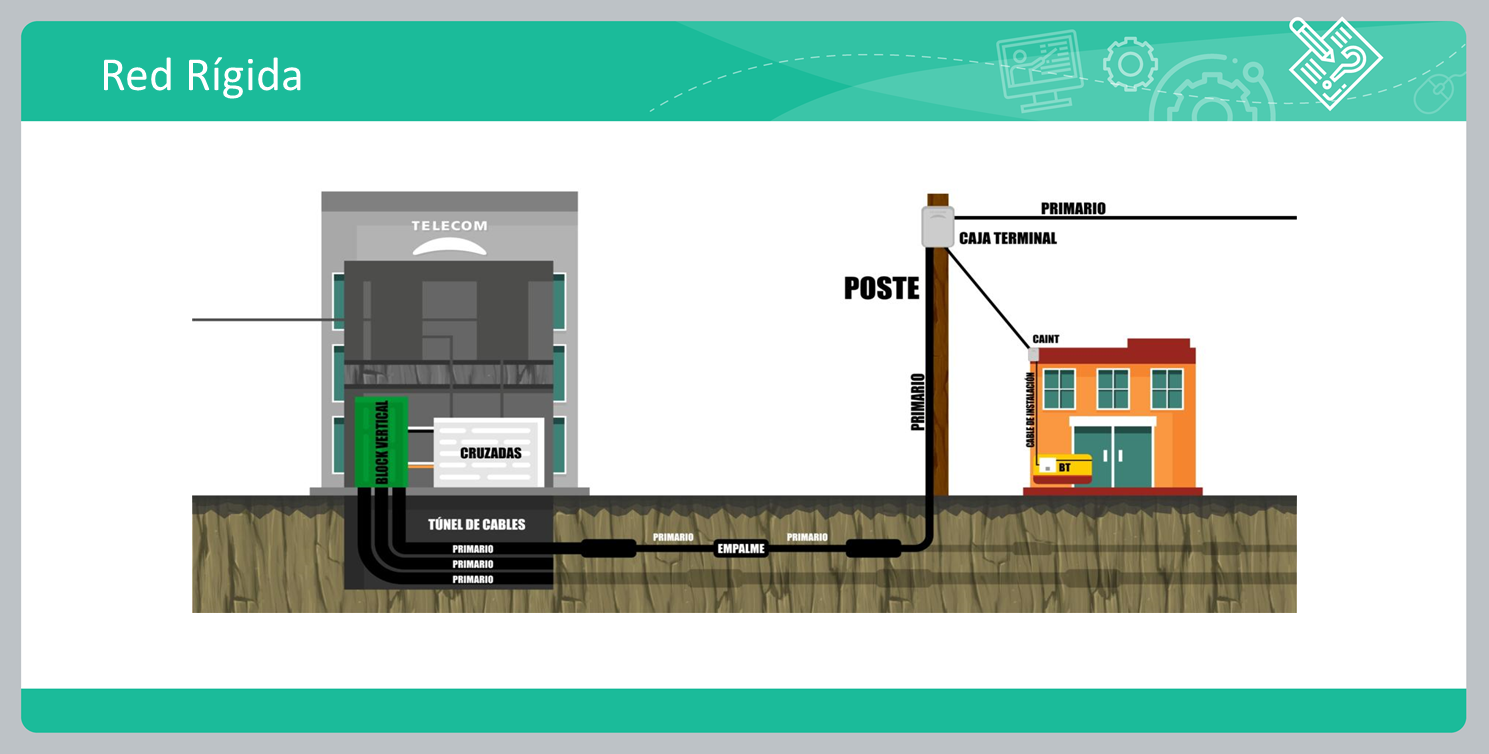 Red Rígida
TELECOM
BLOCK VERTICAL
CRUZADAS
TÚNEL DE CABLES
PRIMARIO
PRIMARIO
PRIMARIO
PRIMARIO
EMPALME
PRIMARIO
POSTE
PRIMARIO
PRIMARIO
CAJA TERMINAL
CAINT
CABLE DE INSTALACIÓN
BT